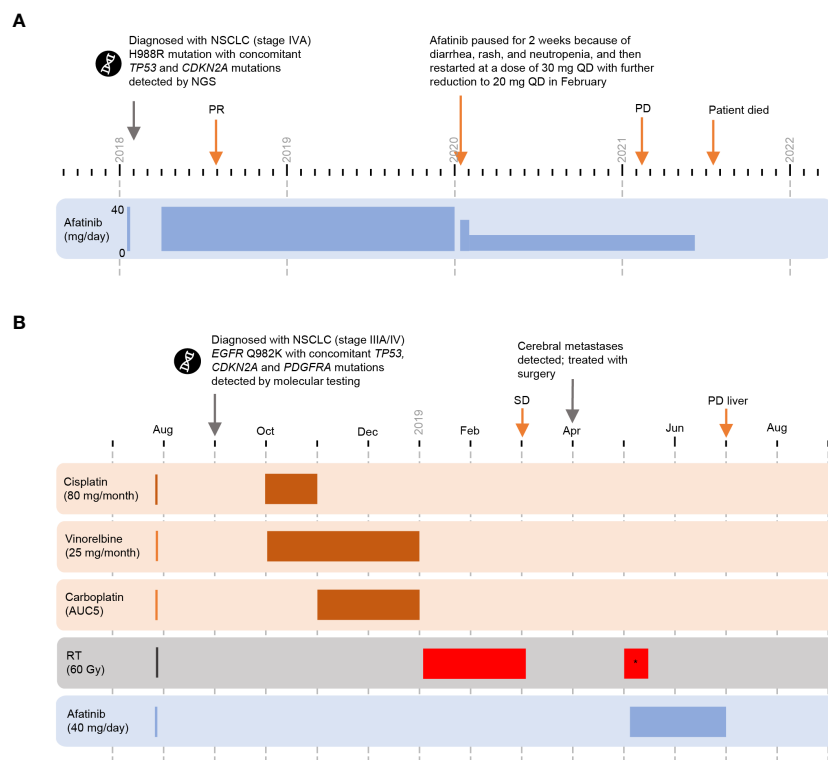 A
Diagnosed with NSCLC (stage IVA)
H988R mutation with concomitant
TP53 and CDKN2A mutations
detected by NGS
Afatinib paused for 2 weeks because of
diarrhea, rash, and neutropenia, and then
restarted at a dose of 30 mg QD with further
reduction to 20 mg QD in February
PR
PD
Patient died
2018
2019
2020
2021
2022
Afatinib
(mg/day)
40
0
B
Diagnosed with NSCLC (stage IIIA/IV)
EGFR Q982K with concomitant TP53,
CDKN2A and PDGFRA mutations
detected by molecular testing
Cerebral metastases
detected; treated with
surgery
SD
PD liver
Aug
Oct
Dec
2019
Feb
Apr
Jun
Aug
Cisplatin
(80 mg/month)
Vinorelbine
(25 mg/month)
Carboplatin
(AUC5)
RT
(60 Gy)
*
Afatinib
(40 mg/day)